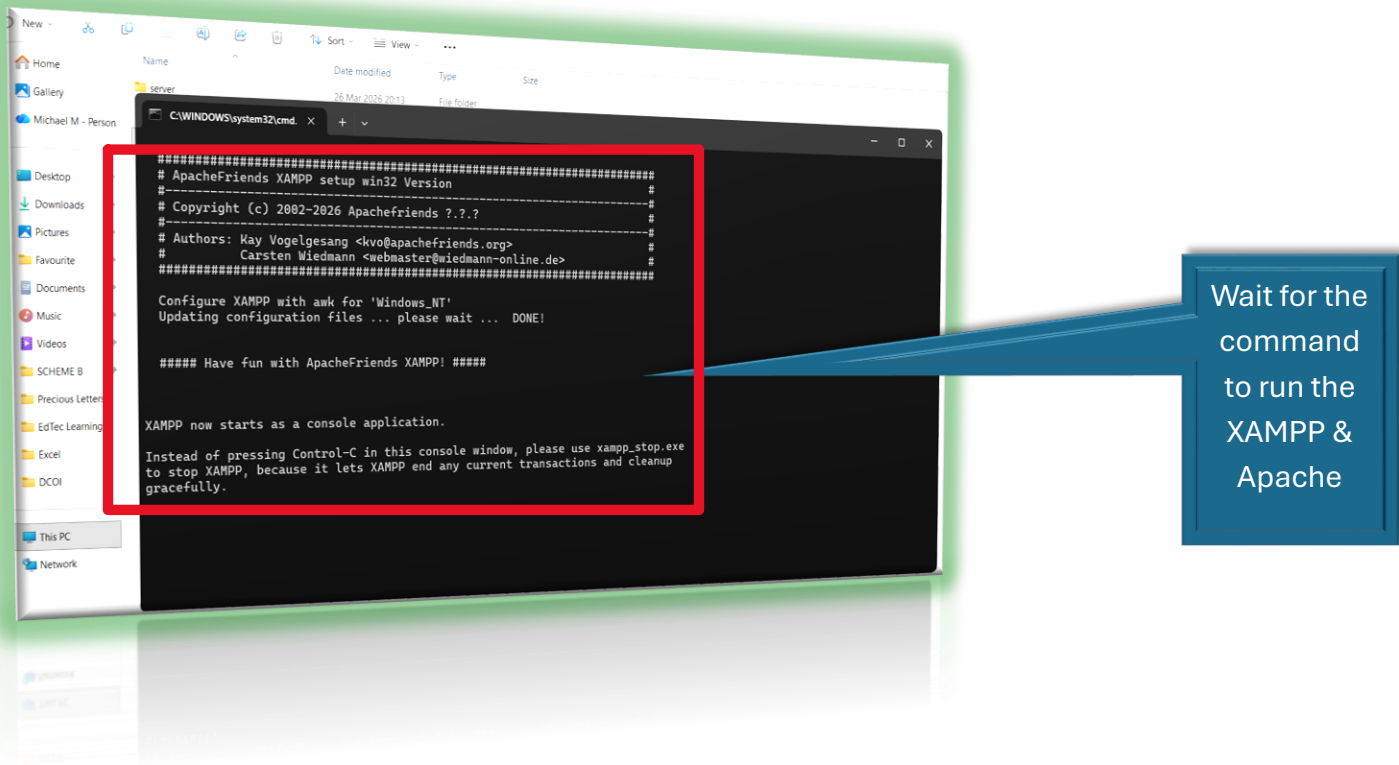 New
Sort
View
...
Home
Gallery
Michael M - Person
Desktop
Downloads
Pictures
Favourite
Documents
Music
Videos
SCHEME B
Precious Letters
EdTec Learning
Excel
DCOI
This PC
Network
Name
Date modified
Type
Size
server
26 Mar 2026 20:13
File folder
C:\WINDOWS\system32\cmd.
######################################################################
# ApacheFriends XAMPP setup win32 Version #
#--------------------------------------------------------------------#
# Copyright (c) 2002-2026 Apachefriends ?.?.? #
#--------------------------------------------------------------------#
# Authors: Kay Vogelgesang <kvo@apachefriends.org> #
# Carsten Wiedmann <webmaster@wiedmann-online.de> #
######################################################################
Configure XAMPP with awk for 'Windows_NT'
Updating configuration files ... please wait ... DONE!
##### Have fun with ApacheFriends XAMPP! #####
XAMPP now starts as a console application.
Instead of pressing Control-C in this console window, please use xampp_stop.exe
to stop XAMPP, because it lets XAMPP end any current transactions and cleanup
gracefully.
Wait for the
command
to run the
XAMPP &
Apache